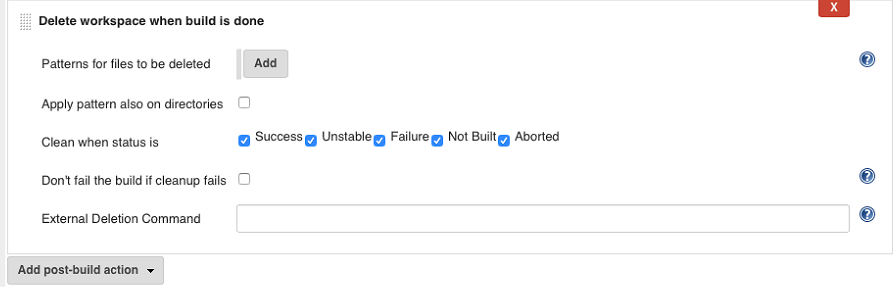 X
Delete workspace when build is done
Patterns for files to be deleted Add ?
Apply pattern also on directories
Clean when status is Success Unstable Failure Not Built Aborted
Don't fail the build if cleanup fails ?
External Deletion Command ?
Add post-build action